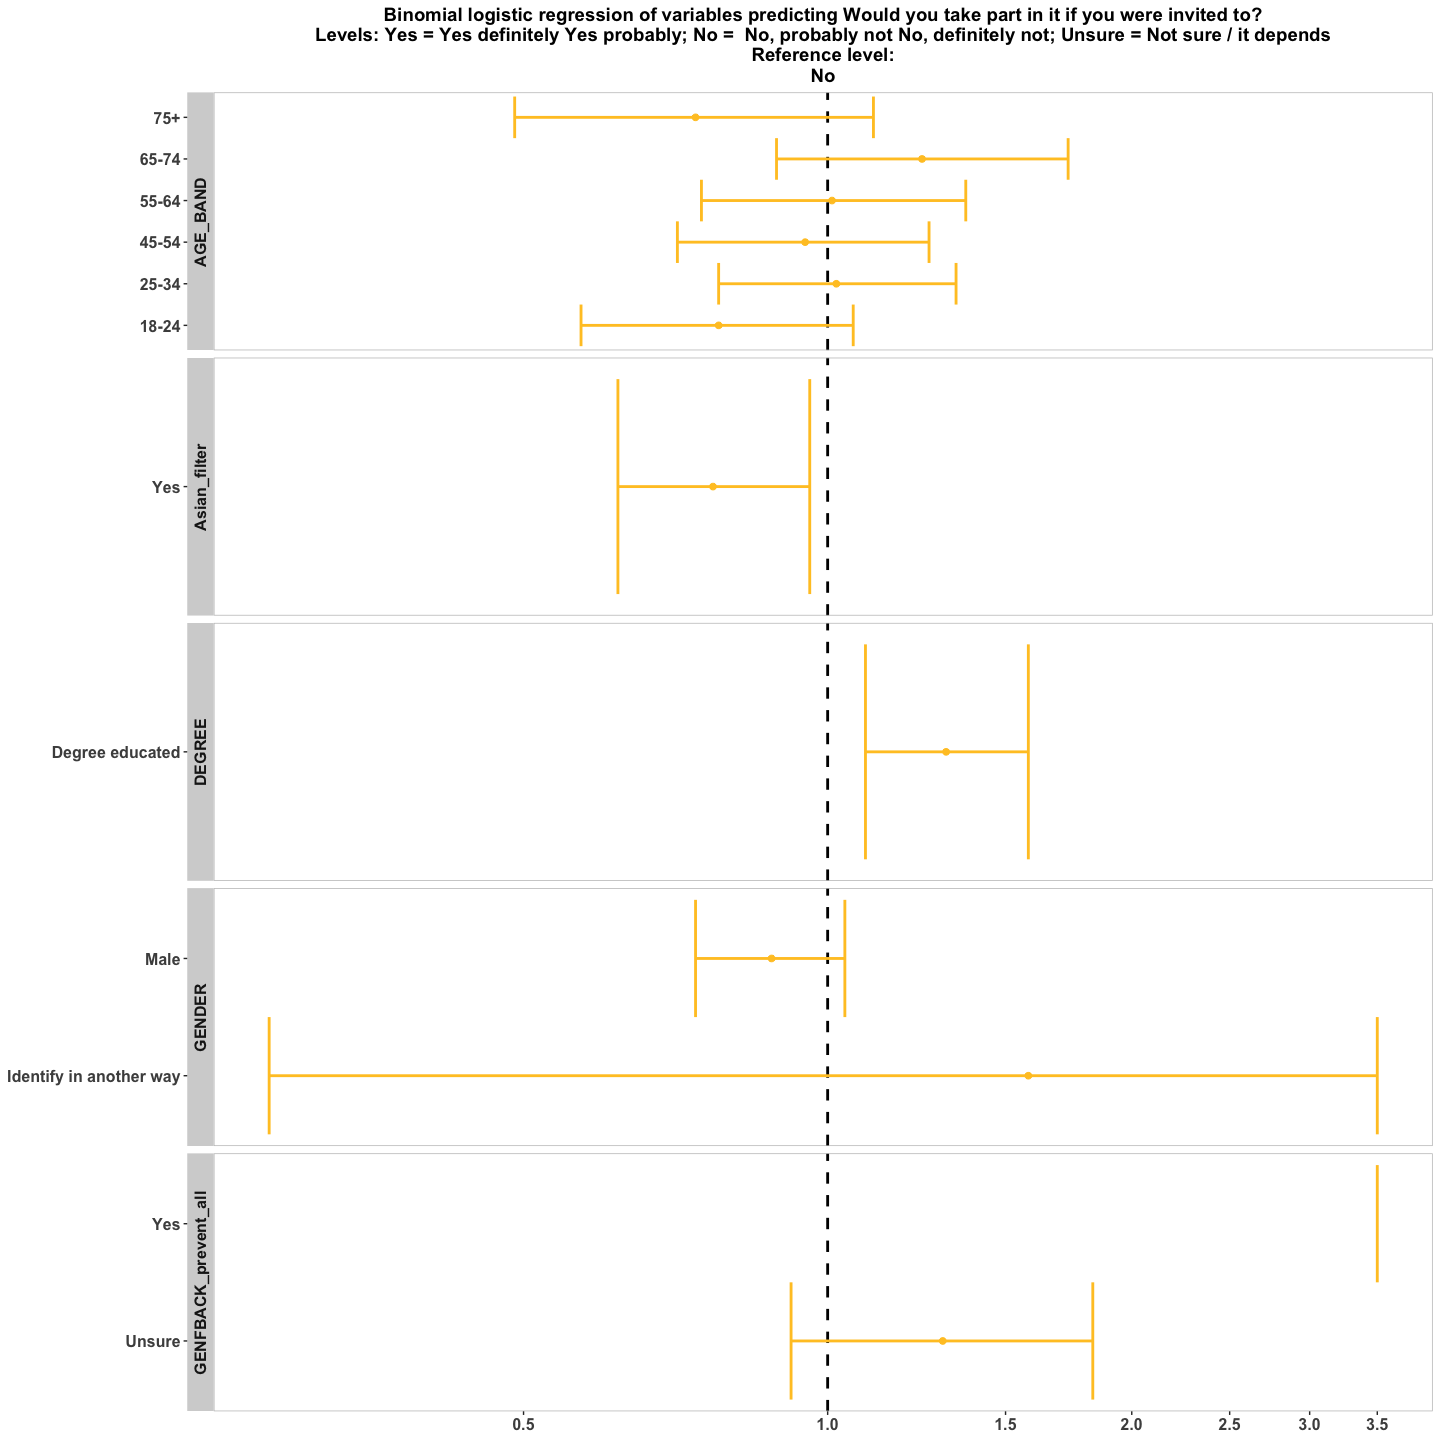 Binomial logistic regression of variables predicting Would you take part in it if you were invited to?
Levels: Yes = Yes definitely Yes probably; No =  No, probably not No, definitely not; Unsure = Not sure / it depends
Reference level:
No
AGE_BAND
75+
65-74
55-64
45-54
25-34
18-24
Asian_filter
Yes
DEGREE
Degree educated
GENDER
Male
Identify in another way
GENFBACK_prevent_all
Yes
Unsure
0.5 1.0 1.5 2.0 2.5 3.0 3.5